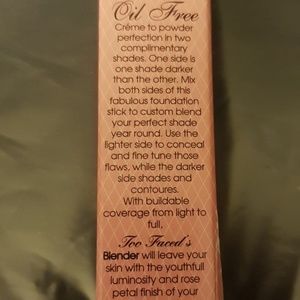 Oil Free
Crème to powder
perfection in two
complimentary
shades. One side is
one shade darker
than the other. Mix
both sides of this
fabulous foundation
stick to custom blend
your perfect shade
year round. Use the
lighter side to conceal
and fine tune those
flaws, while the darker
side shades and
contoures.
With buildable
coverage from light to
full.
Too Faced's
Blender will leave your
skin with the youthfull
luminosity and rose
petal finish of your